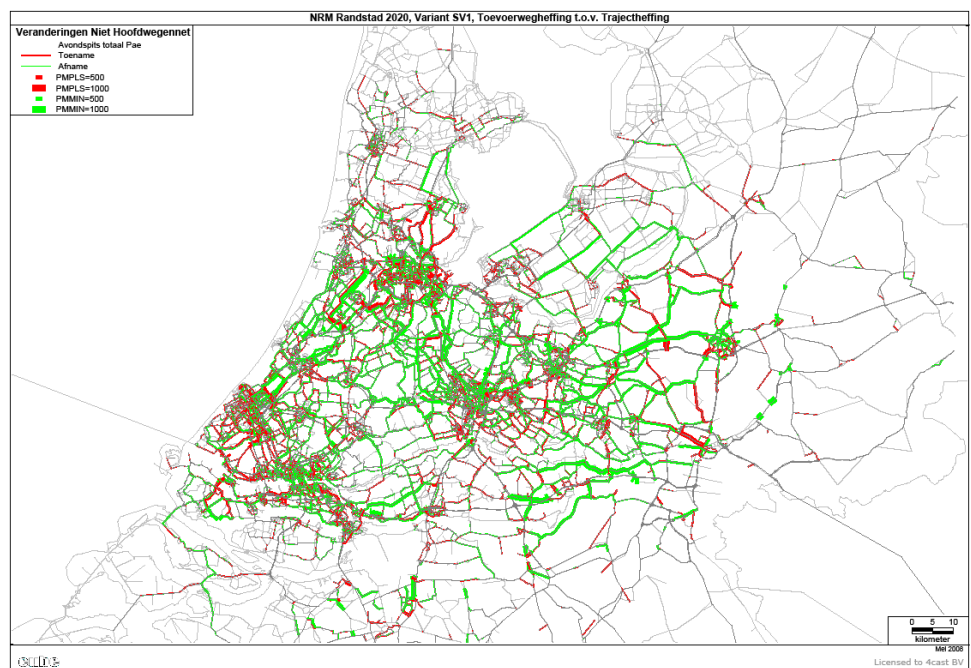 NRM Randstad 2020, Variant SV1, Toevoerwegheffing t.o.v. Trajectheffing
Veranderingen Niet Hoofdwegennet
Avondspits totaal Pae
Toename
Afname
PMPLS=500
PMPLS=1000
PMMIN=500
PMMIN=1000
0 5 10
kilometer
Mei 2008
cube
Licensed to 4cast BV